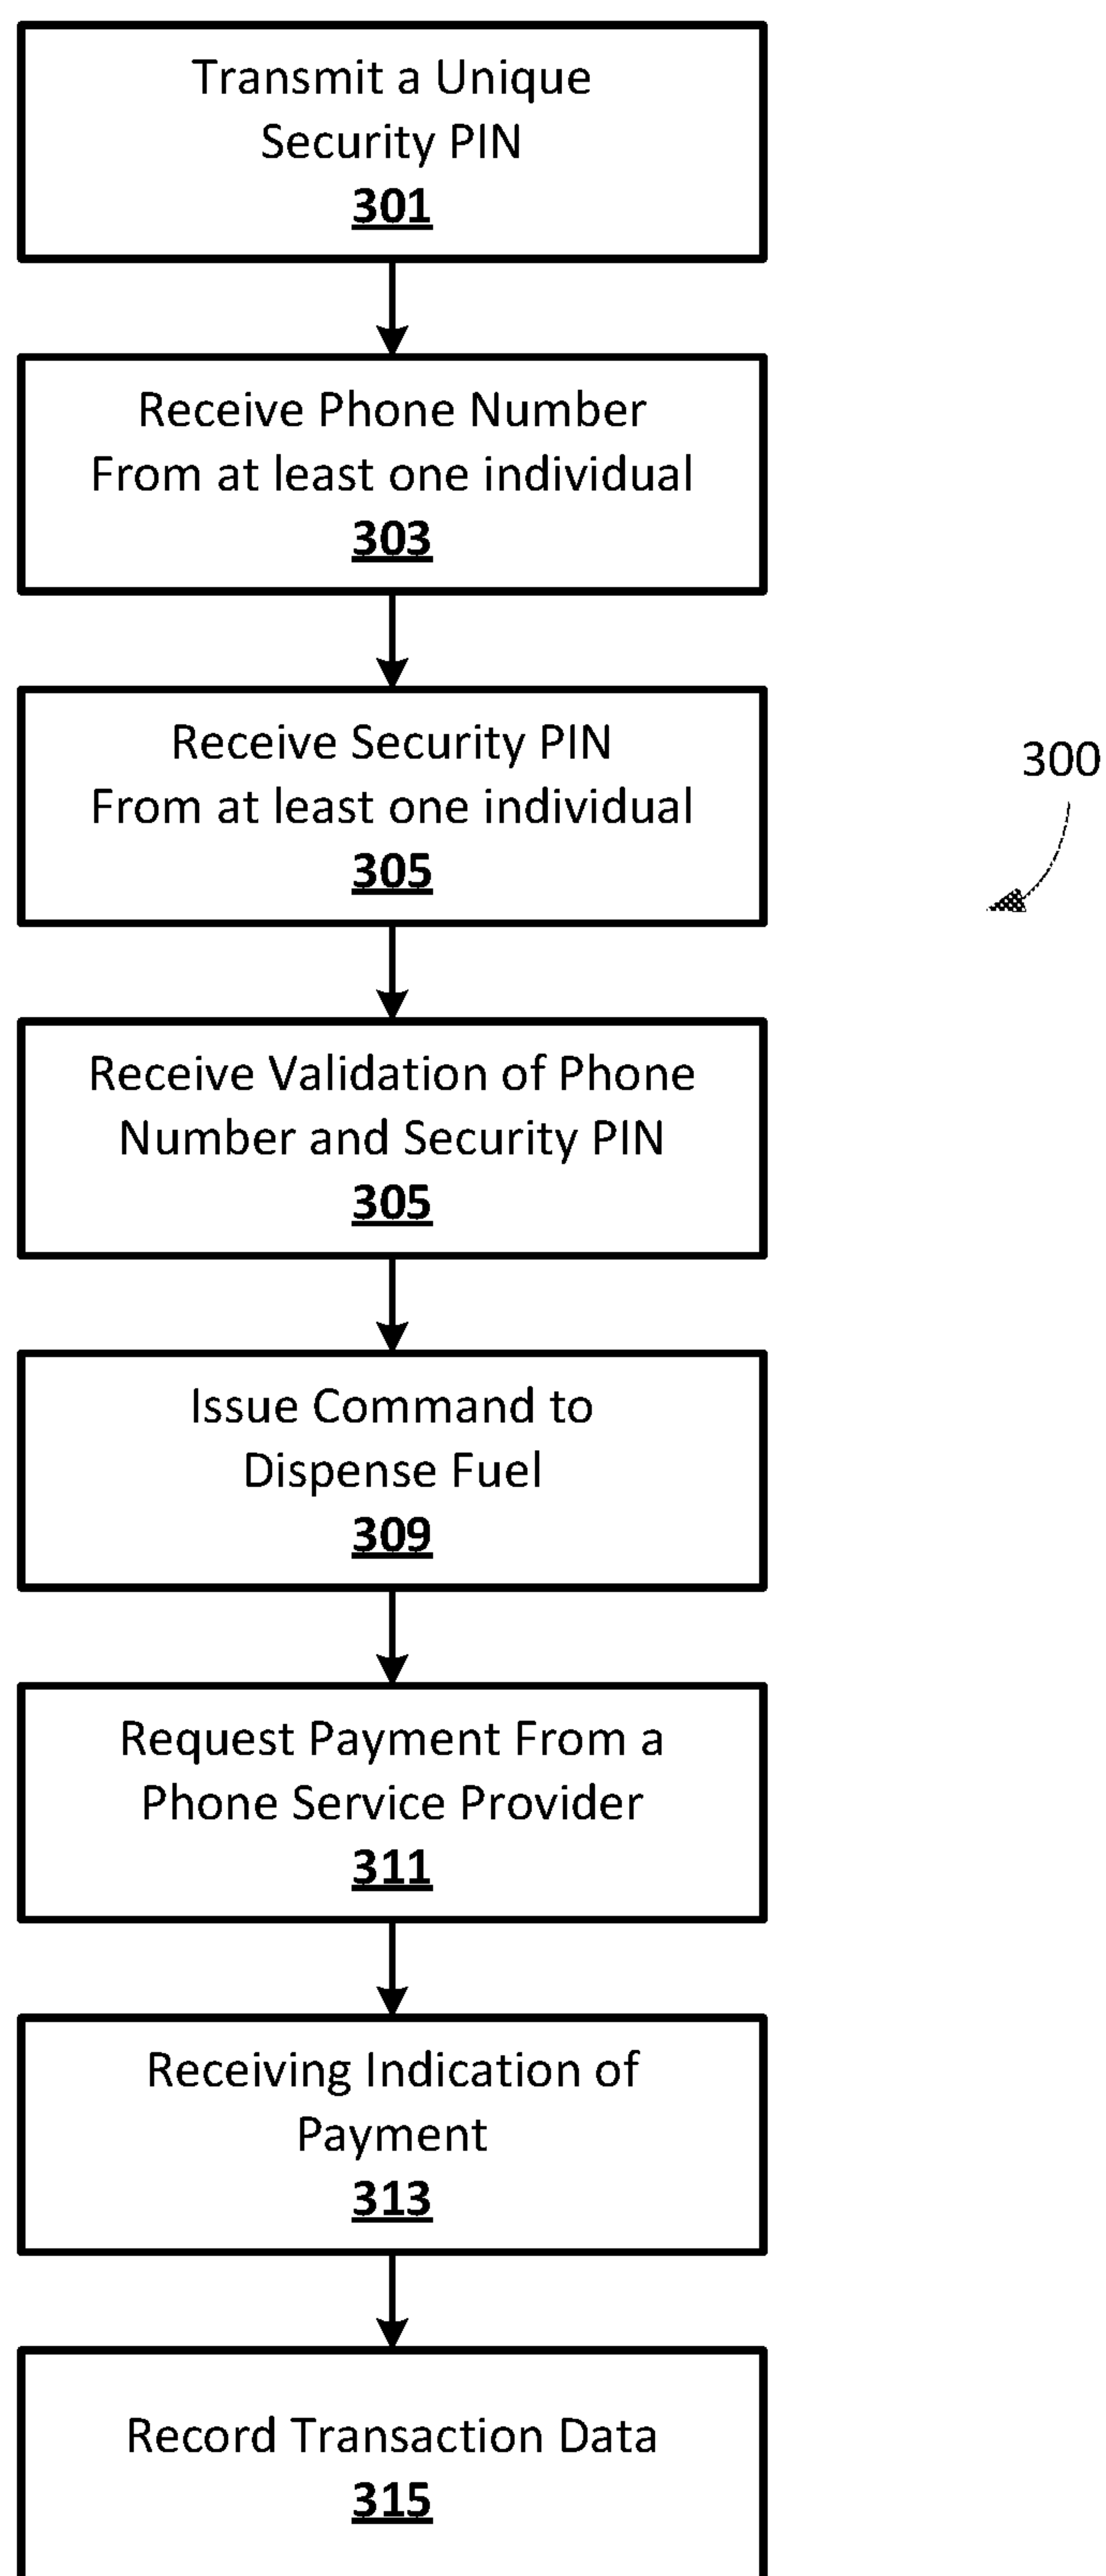 Transmit a Unique
Security PIN
301
Receive Phone Number
From at least one individual
303
Receive Security PIN
From at least one individual
305
300
Receive Validation of Phone
Number and Security PIN
305
Issue Command to
Dispense Fuel
309
Request Payment From a
Phone Service Provider
311
Receiving Indication of
Payment
313
Record Transaction Data
315